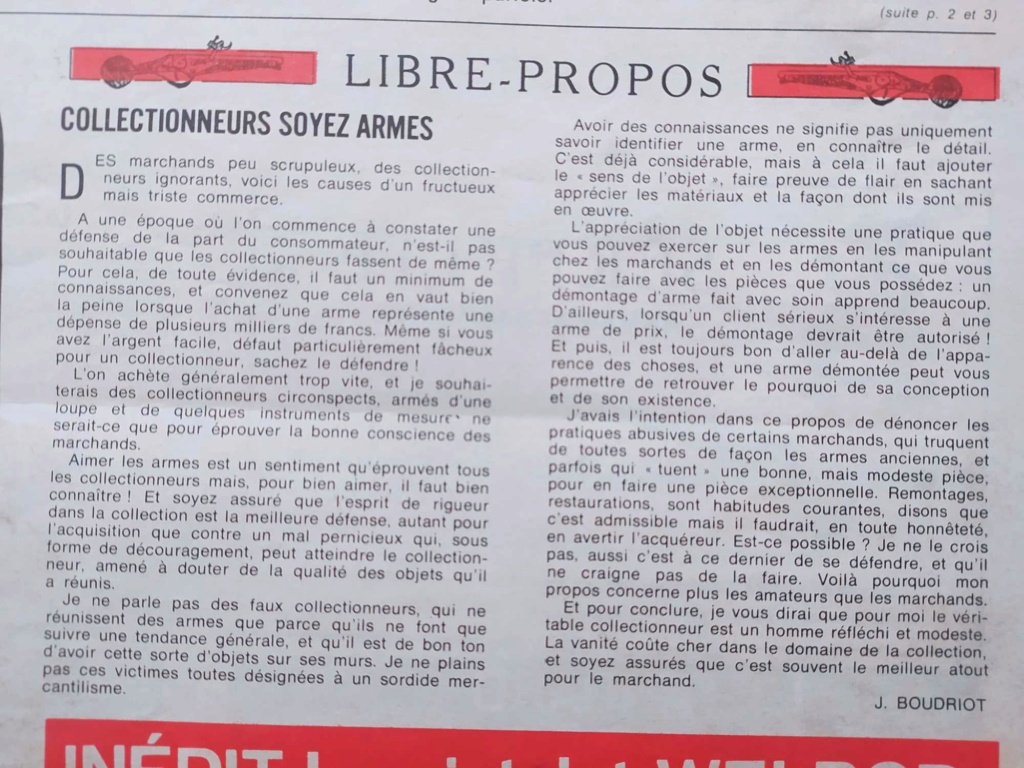 (suite p. 2 et 3)
LIBRE-PROPOS
COLLECTIONNEURS SOYEZ ARMES
DES marchands peu scrupuleux, des collection-
neurs ignorants, voici les causes d'un fructueux
mais triste commerce.
A une époque où l'on commence à constater une
défense de la part du consommateur, n'est-il pas
souhaitable que les collectionneurs fassent de même ?
Pour cela, de toute évidence, il faut un minimum de
connaissances, et convenez que cela en vaut bien
la peine lorsque l'achat d'une arme représente une
dépense de plusieurs milliers de francs. Même si vous
avez l'argent facile, défaut particulièrement fâcheux
pour un collectionneur, sachez le défendre !
L'on achète généralement trop vite, et je souhai-
terais des collectionneurs circonspects, armés d'une
loupe et de quelques instruments de mesure ne
serait-ce que pour éprouver la bonne conscience des
marchands.
Aimer les armes est un sentiment qu'éprouvent tous
les collectionneurs mais, pour bien aimer, il faut bien
connaître ! Et soyez assuré que l'esprit de rigueur
dans la collection est la meilleure défense, autant pour
l'acquisition que contre un mal pernicieux qui, sous
forme de découragement, peut atteindre le collection-
neur, amené à douter de la qualité des objets qu'il
a réunis.
Je ne parle pas des faux collectionneurs, qui ne
réunissent des armes que parce qu'ils ne font que
suivre une tendance générale, et qu'il est de bon ton
d'avoir cette sorte d'objets sur ses murs. Je ne plains
pas ces victimes toutes désignées à un sordide mer-
cantilisme.
Avoir des connaissances ne signifie pas uniquement
savoir identifier une arme, en connaître le détail.
C'est déjà considérable, mais à cela il faut ajouter
le « sens de l'objet », faire preuve de flair en sachant
apprécier les matériaux et la façon dont ils sont mis
en œuvre.
L'appréciation de l'objet nécessite une pratique que
vous pouvez exercer sur les armes en les manipulant
chez les marchands et en les démontant ce que vous
pouvez faire avec les pièces que vous possédez : un
démontage d'arme fait avec soin apprend beaucoup.
D'ailleurs, lorsqu'un client sérieux s'intéresse à une
arme de prix, le démontage devrait être autorisé !
Et puis, il est toujours bon d'aller au-delà de l'appa-
rence des choses, et une arme démontée peut vous
permettre de retrouver le pourquoi de sa conception
et de son existence.
J'avais l'intention dans ce propos de dénoncer les
pratiques abusives de certains marchands, qui truquent
de toutes sortes de façon les armes anciennes, et
parfois qui « tuent » une bonne, mais modeste pièce,
pour en faire une pièce exceptionnelle. Remontages,
restaurations, sont habitudes courantes, disons que
c'est admissible mais il faudrait, en toute honnêteté,
en avertir l'acquéreur. Est-ce possible ? Je ne le crois
pas, aussi c'est à ce dernier de se défendre, et qu'il
ne craigne pas de la faire. Voilà pourquoi mon
propos concerne plus les amateurs que les marchands.
Et pour conclure, je vous dirai que pour moi le véri-
table collectionneur est un homme réfléchi et modeste.
La vanité coûte cher dans le domaine de la collection,
et soyez assurés que c'est souvent le meilleur atout
pour le marchand.
J. BOUDRIOT
INÉDIT